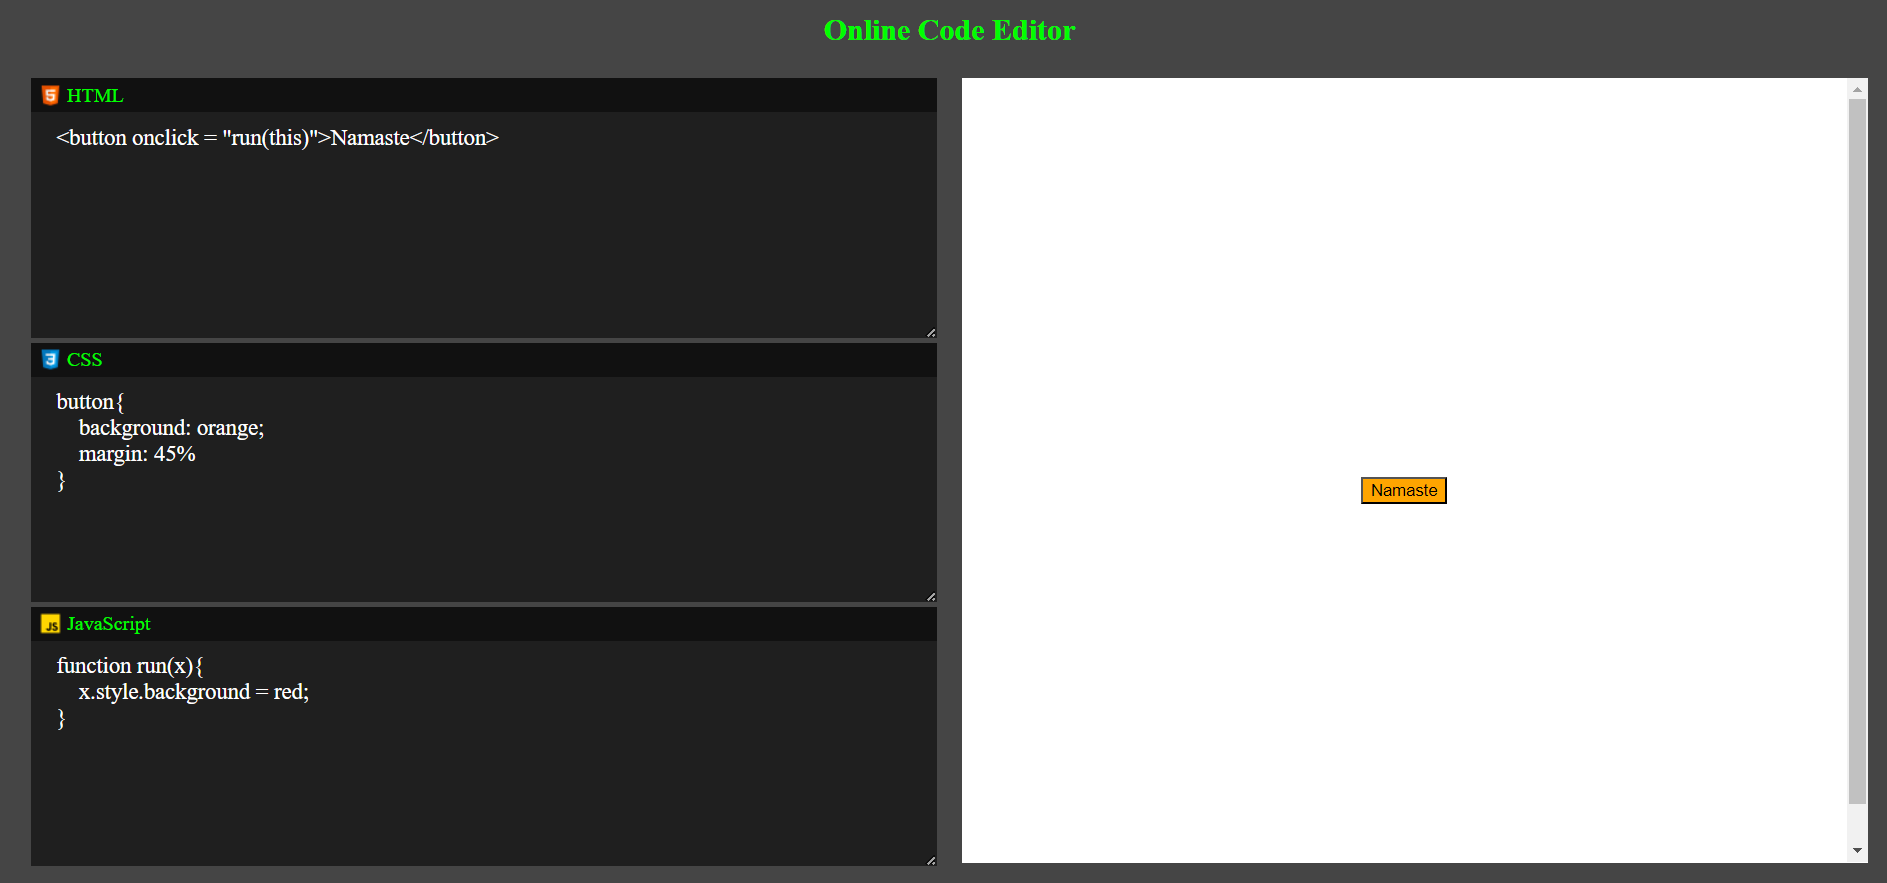 Online Code Editor
HTML
<button onclick = "run(this)">Namaste</button>
CSS
button{
    background: orange;
    margin: 45%
}
JavaScript
function run(x){
    x.style.background = red;
}
Namaste